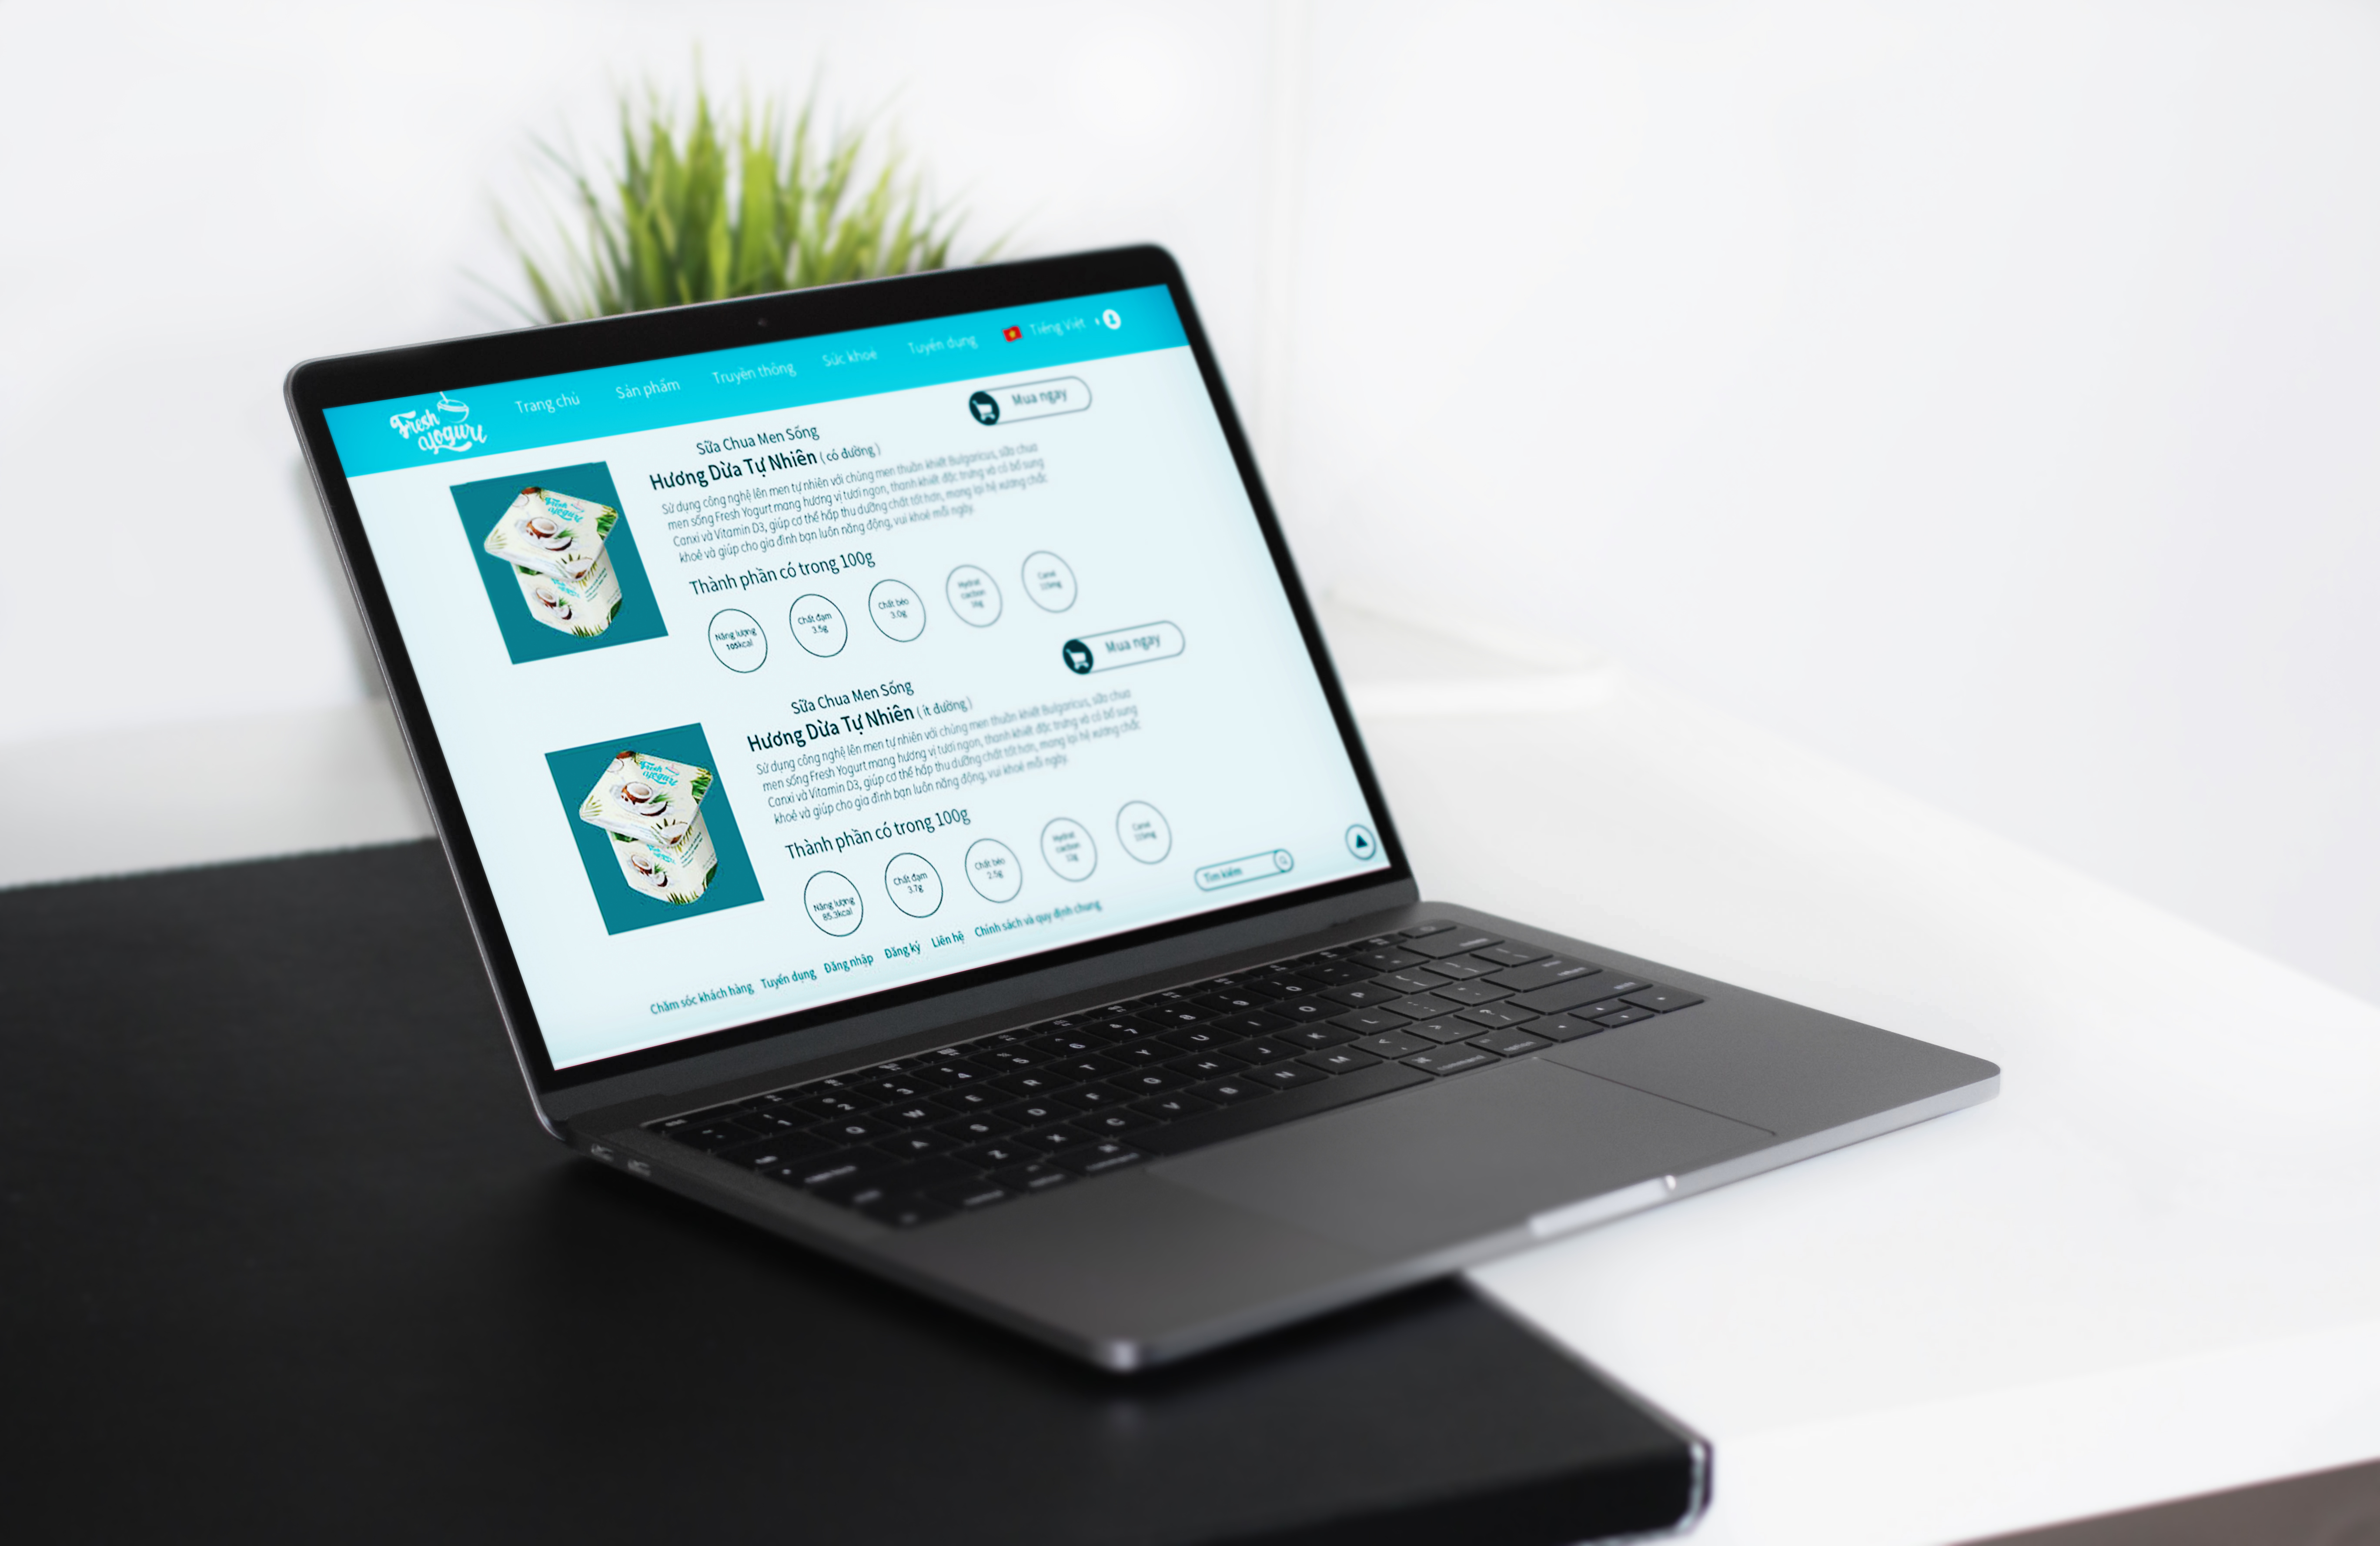 Fresh Yogurt
Trang chủ
Sản phẩm
Truyền thông
Sức khoẻ
Tuyển dụng
Tiếng Việt
Mua ngay
Sữa Chua Men Sống
Hương Dừa Tự Nhiên ( có đường )
Sử dụng công nghệ lên men tự nhiên với chủng men thuần khiết Bulgaricus, sữa chua
men sống Fresh Yogurt mang hương vị tươi ngon, thanh khiết đặc trưng và có bổ sung
Canxi và Vitamin D3, giúp cơ thể hấp thu dưỡng chất tốt hơn, mang lại hệ xương chắc
khoẻ và giúp cho gia đình bạn luôn năng động, vui khoẻ mỗi ngày.
Thành phần có trong 100g
Năng lượng
105kcal
Chất đạm
3.5g
Chất béo
3.0g
Hydrat
cacbon
16g
Canxi
Mua ngay
Sữa Chua Men Sống
Hương Dừa Tự Nhiên ( ít đường )
Sử dụng công nghệ lên men tự nhiên với chủng men thuần khiết Bulgaricus, sữa chua
men sống Fresh Yogurt mang hương vị tươi ngon, thanh khiết đặc trưng và có bổ sung
Canxi và Vitamin D3, giúp cơ thể hấp thu dưỡng chất tốt hơn, mang lại hệ xương chắc
khoẻ và giúp cho gia đình bạn luôn năng động, vui khoẻ mỗi ngày.
Thành phần có trong 100g
Năng lượng
85.3kcal
Chất đạm
3.7g
Chất béo
2.5g
Hydrat
cacbon
Canxi
Tìm kiếm
Chăm sóc khách hàng Tuyển dụng Đăng nhập Đăng ký Liên hệ Chính sách và quy định chung